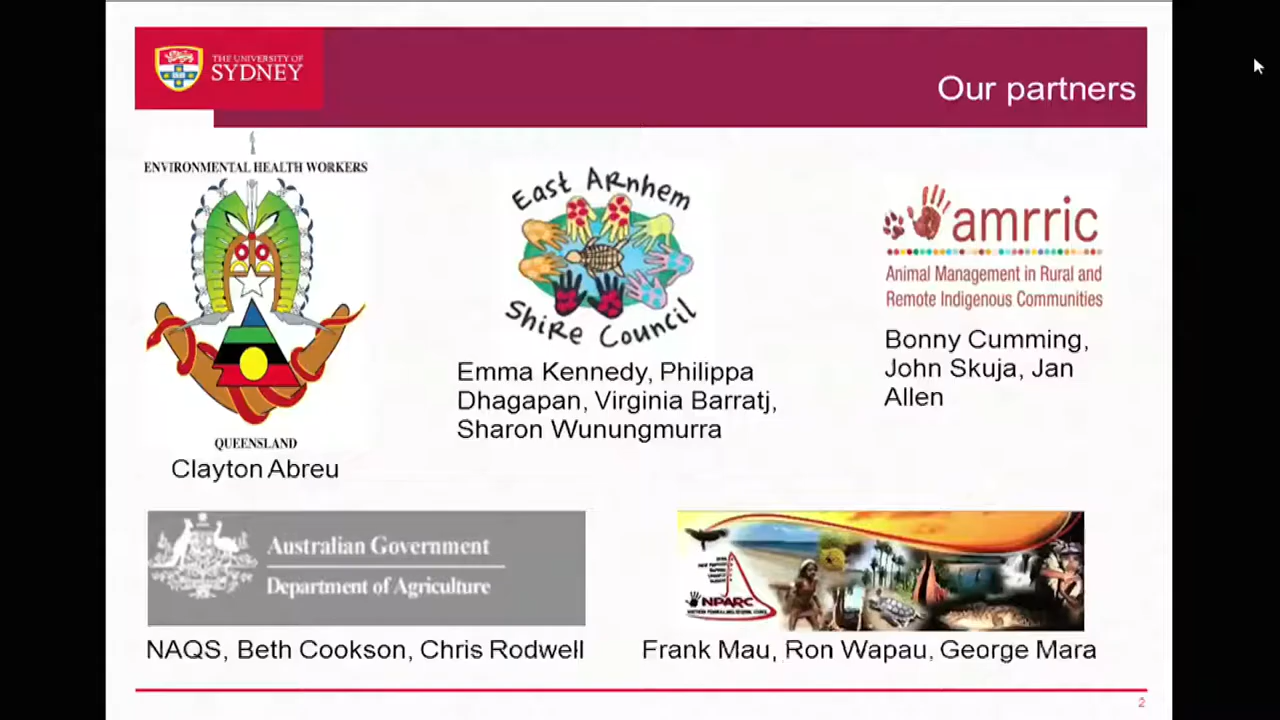 THE UNIVERSITY OF
SYDNEY
Our partners
ENVIRONMENTAL HEALTH WORKERS
QUEENSLAND
Clayton Abreu
East Arnhem
Shire Council
Emma Kennedy, Philippa
Dhagapan, Virginia Barratj,
Sharon Wunungmurra
amrric
Animal Management in Rural and
Remote Indigenous Communities
Bonny Cumming,
John Skuja, Jan
Allen
Australian Government
Department of Agriculture
NAQS, Beth Cookson, Chris Rodwell
NPARC
Frank Mau, Ron Wapau, George Mara
2